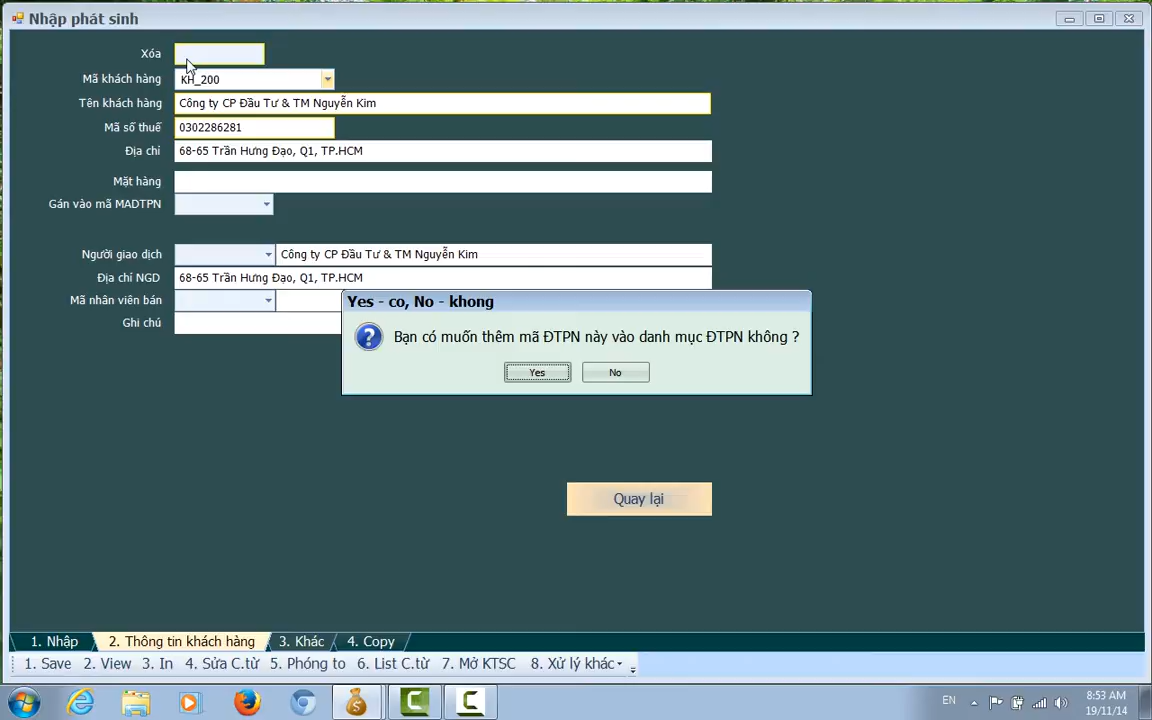 Nhập phát sinh
Xóa
Mã khách hàng KH_200
Tên khách hàng Công ty CP Đầu Tư & TM Nguyễn Kim
Mã số thuế 0302286281
Địa chỉ 68-65 Trần Hưng Đạo, Q1, TP.HCM
Mặt hàng
Gán vào mã MADTPN
Người giao dịch Công ty CP Đầu Tư & TM Nguyễn Kim
Địa chỉ NGD 68-65 Trần Hưng Đạo, Q1, TP.HCM
Mã nhân viên bán
Ghi chú
Yes - co, No - khong
Bạn có muốn thêm mã ĐTPN này vào danh mục ĐTPN không ?
Yes No
Quay lại
1. Nhập 2. Thông tin khách hàng 3. Khác 4. Copy
1. Save 2. View 3. In 4. Sửa C.từ 5. Phóng to 6. List C.từ 7. Mở KTSC 8. Xử lý khác
EN 8:53 AM
19/11/14